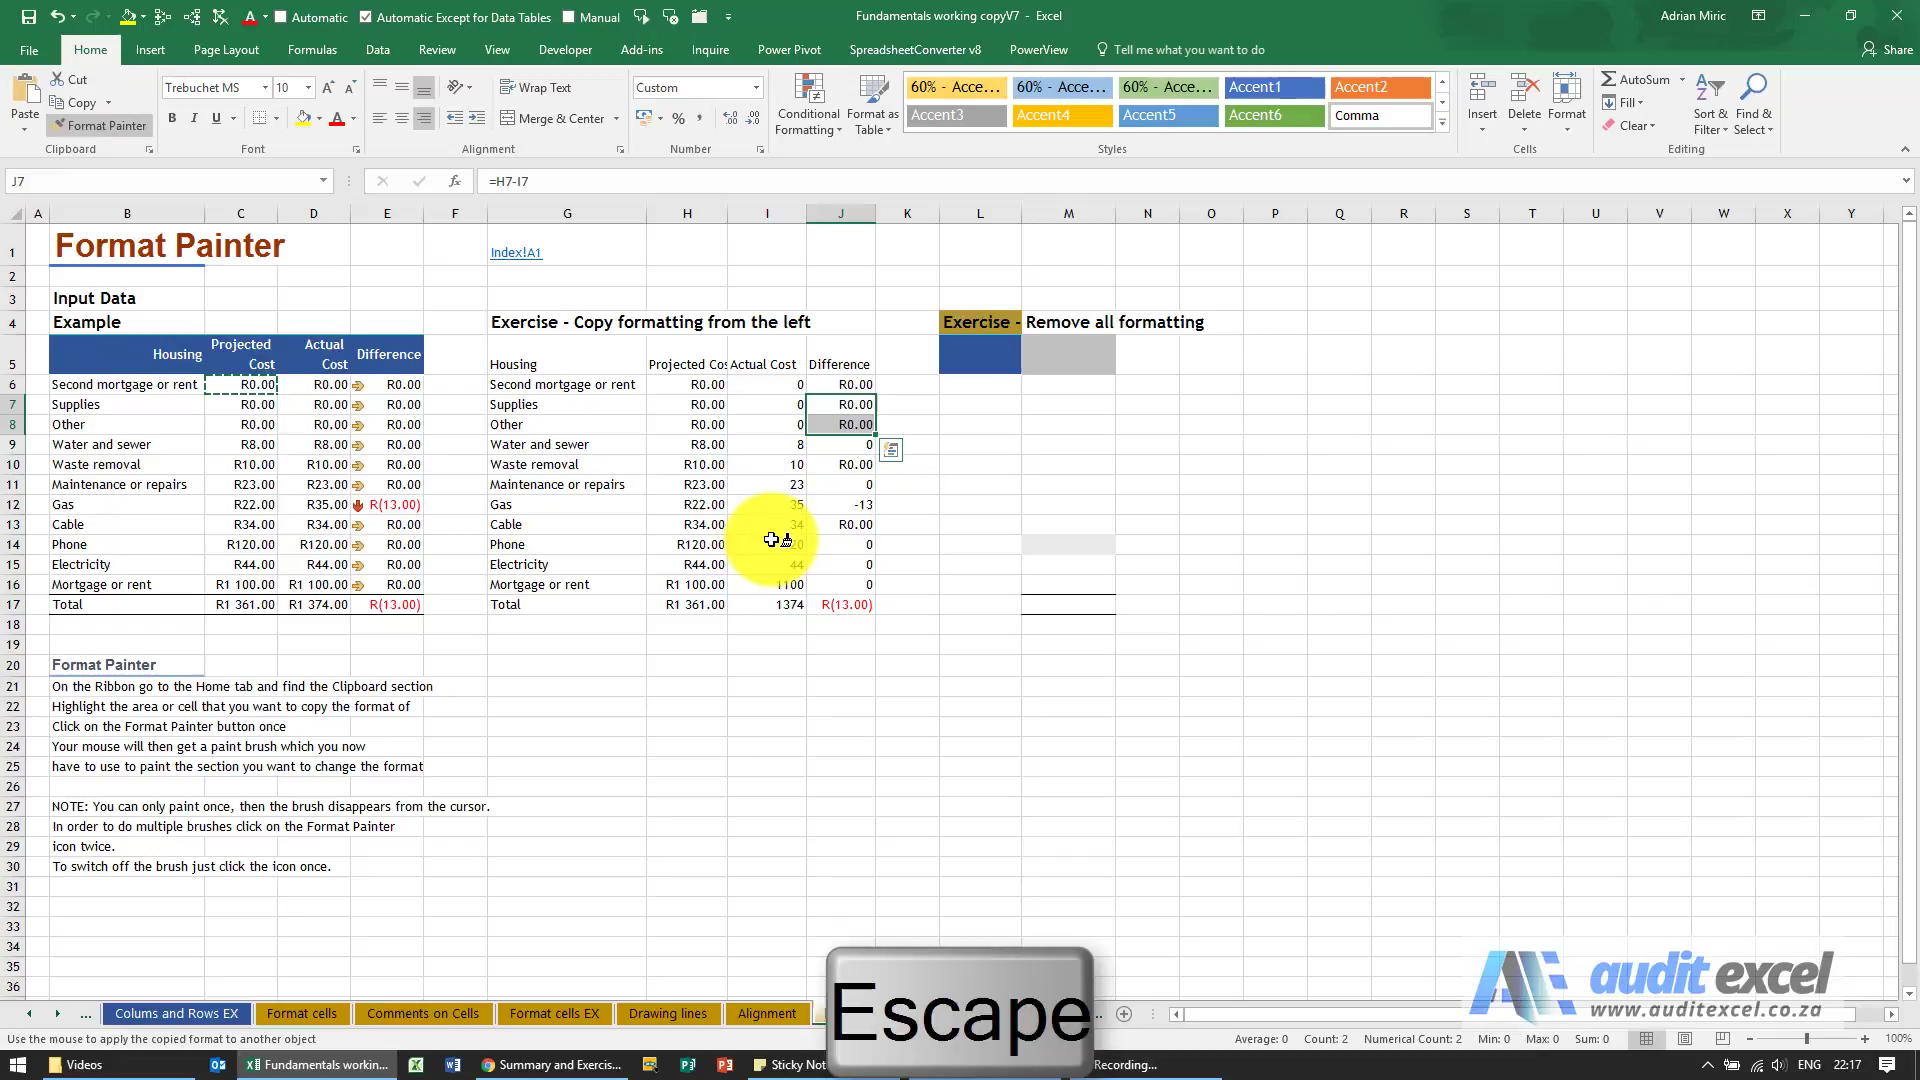 Automatic
Automatic Except for Data Tables
Manual
Fundamentals working copyV7 - Excel
Adrian Miric
File Home Insert Page Layout Formulas Data Review View Developer Add-ins Inquire Power Pivot SpreadsheetConverter v8 PowerView Tell me what you want to do Share
Paste
Cut
Copy
Format Painter
Trebuchet MS 10
Wrap Text
Merge & Center
Custom
Conditional Formatting
Format as Table
60% - Acce... 60% - Acce... 60% - Acce... Accent1 Accent2
Accent3 Accent4 Accent5 Accent6 Comma
Insert Delete Format
AutoSum
Fill
Clear
Sort & Filter
Find & Select
Clipboard Font Alignment Number Styles Cells Editing
J7 =H7-I7
A B C D E F G H I J K L M N O P Q R S T U V W X Y
1 Format Painter Index!A1
2
3 Input Data
4 Example Exercise - Copy formatting from the left Exercise - Remove all formatting
5 Housing Projected Cost Actual Cost Difference Housing Projected Cos Actual Cost Difference
6 Second mortgage or rent R0.00 R0.00 R0.00 Second mortgage or rent R0.00 0 R0.00
7 Supplies R0.00 R0.00 R0.00 Supplies R0.00 0 R0.00
8 Other R0.00 R0.00 R0.00 Other R0.00 0 R0.00
9 Water and sewer R8.00 R8.00 R0.00 Water and sewer R8.00 8 0
10 Waste removal R10.00 R10.00 R0.00 Waste removal R10.00 10 R0.00
11 Maintenance or repairs R23.00 R23.00 R0.00 Maintenance or repairs R23.00 23 0
12 Gas R22.00 R35.00 R(13.00) Gas R22.00 35 -13
13 Cable R34.00 R34.00 R0.00 Cable R34.00 34 R0.00
14 Phone R120.00 R120.00 R0.00 Phone R120.00 0
15 Electricity R44.00 R44.00 R0.00 Electricity R44.00 44 0
16 Mortgage or rent R1 100.00 R1 100.00 R0.00 Mortgage or rent R1 100.00 1100 0
17 Total R1 361.00 R1 374.00 R(13.00) Total R1 361.00 1374 R(13.00)
18
19
20 Format Painter
21 On the Ribbon go to the Home tab and find the Clipboard section
22 Highlight the area or cell that you want to copy the format of
23 Click on the Format Painter button once
24 Your mouse will then get a paint brush which you now
25 have to use to paint the section you want to change the format
26
27 NOTE: You can only paint once, then the brush disappears from the cursor.
28 In order to do multiple brushes click on the Format Painter
29 icon twice.
30 To switch off the brush just click the icon once.
31
32
33
34
35
36
Escape
audit excel
www.auditexcel.co.za
... Colums and Rows EX Format cells Comments on Cells Format cells EX Drawing lines Alignment
Use the mouse to apply the copied format to another object
Average: 0 Count: 2 Numerical Count: 2 Min: 0 Max: 0 Sum: 0 100%
Videos Fundamentals workin... Summary and Exercis... Sticky Not Recording... ENG 22:17